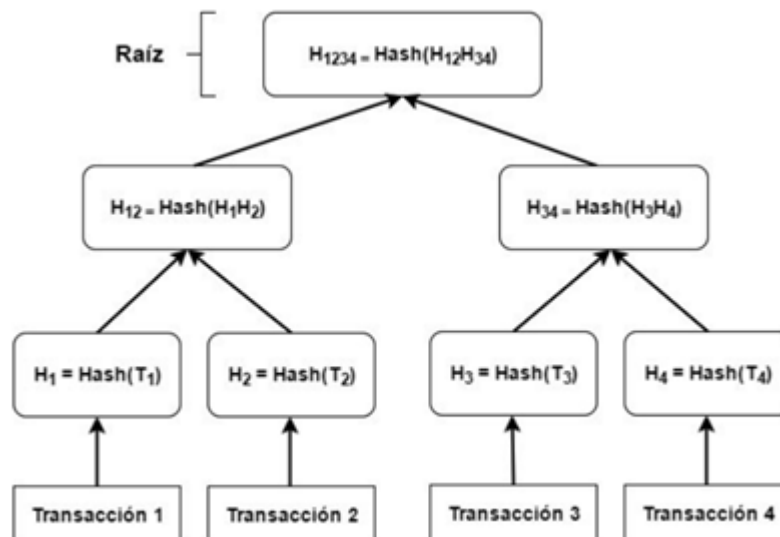 Raíz
H₁₂₃₄ = Hash(H₁₂H₃₄)
H₁₂ = Hash(H₁H₂)
H₃₄ = Hash(H₃H₄)
H₁ = Hash(T₁)
H₂ = Hash(T₂)
H₃ = Hash(T₃)
H₄ = Hash(T₄)
Transacción 1
Transacción 2
Transacción 3
Transacción 4